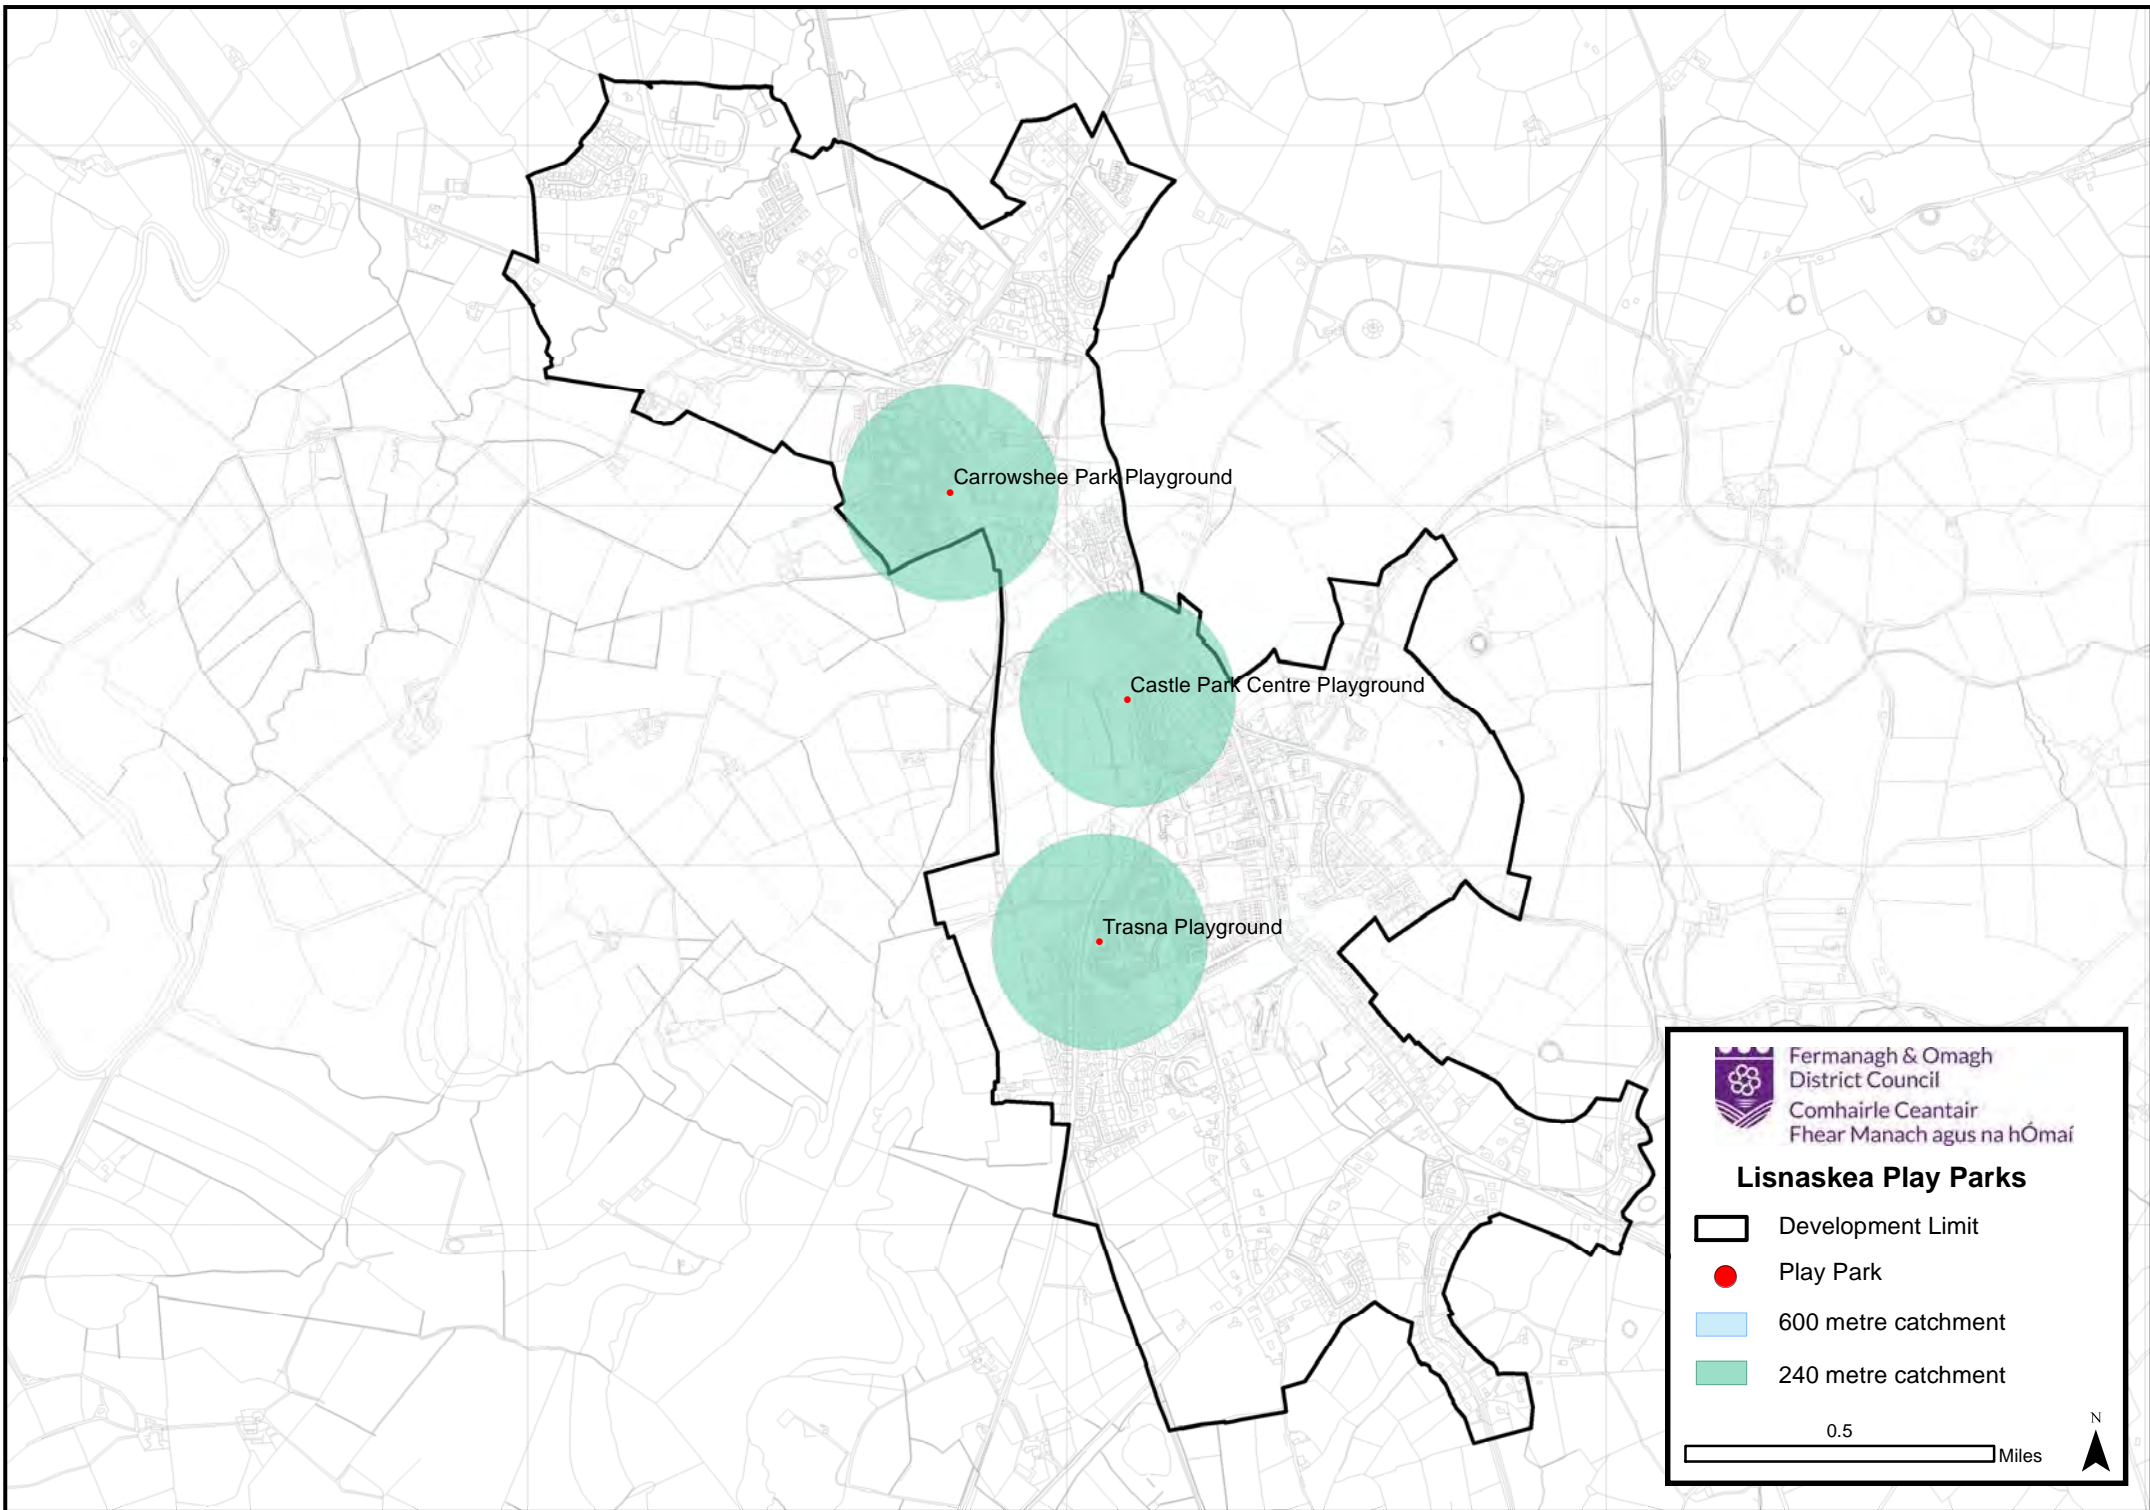 Carrowshee Park Playground
Castle Park Centre Playground
Trasna Playground
Fermanagh & Omagh
District Council
Comhairle Ceantair
Fhear Manach agus na hÓmaí
Lisnaskea Play Parks
Development Limit
Play Park
600 metre catchment
240 metre catchment
N
0.5
Miles